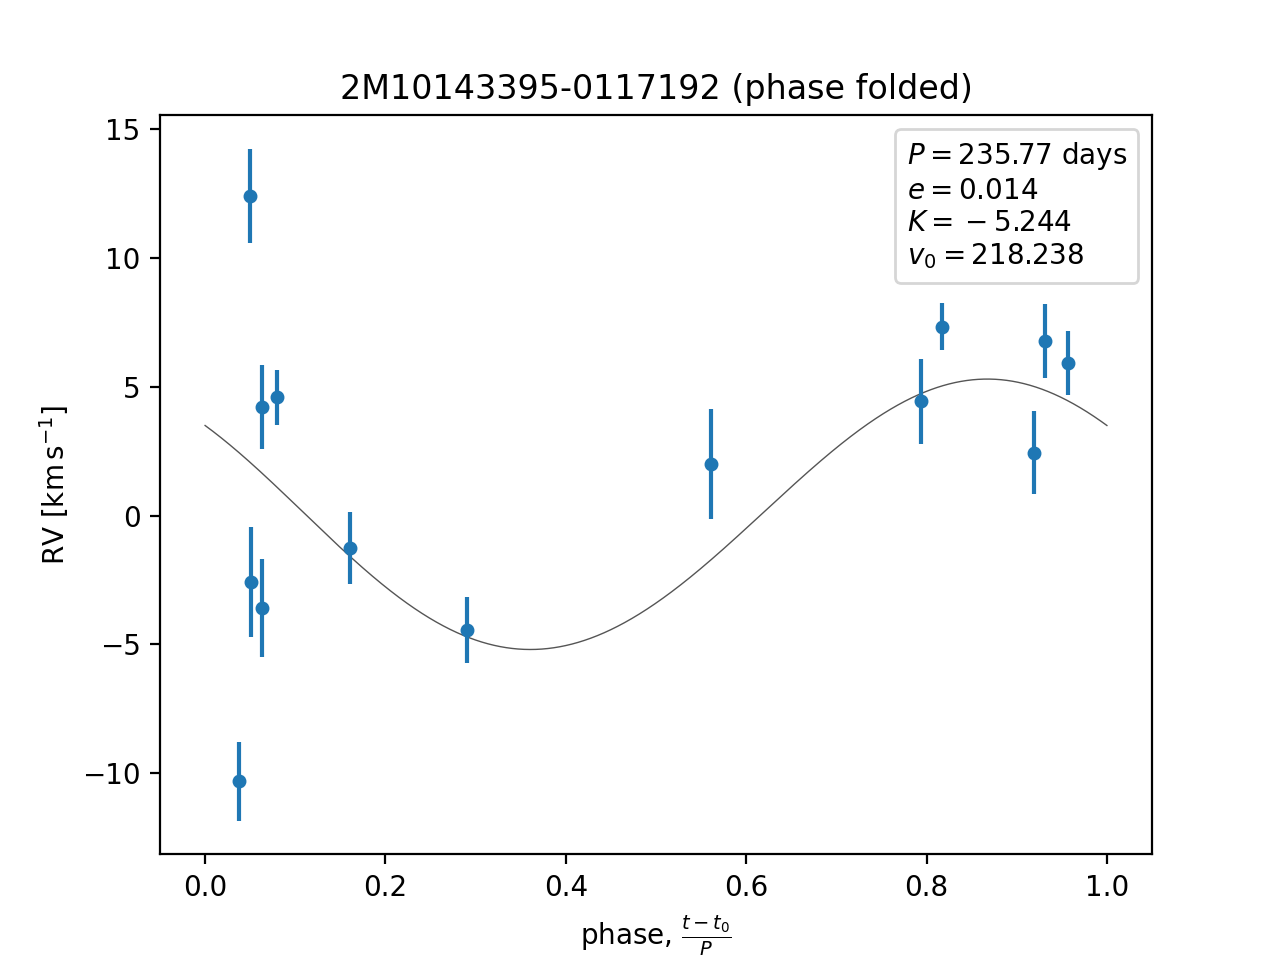 2M10143395-0117192 (phase folded)
P = 235.77 days
e = 0.014
K = −5.244
v₀ = 218.238
RV [km s⁻¹]
15
10
5
0
−5
−10
0.0 0.2 0.4 0.6 0.8 1.0
phase, (t − t₀)/P